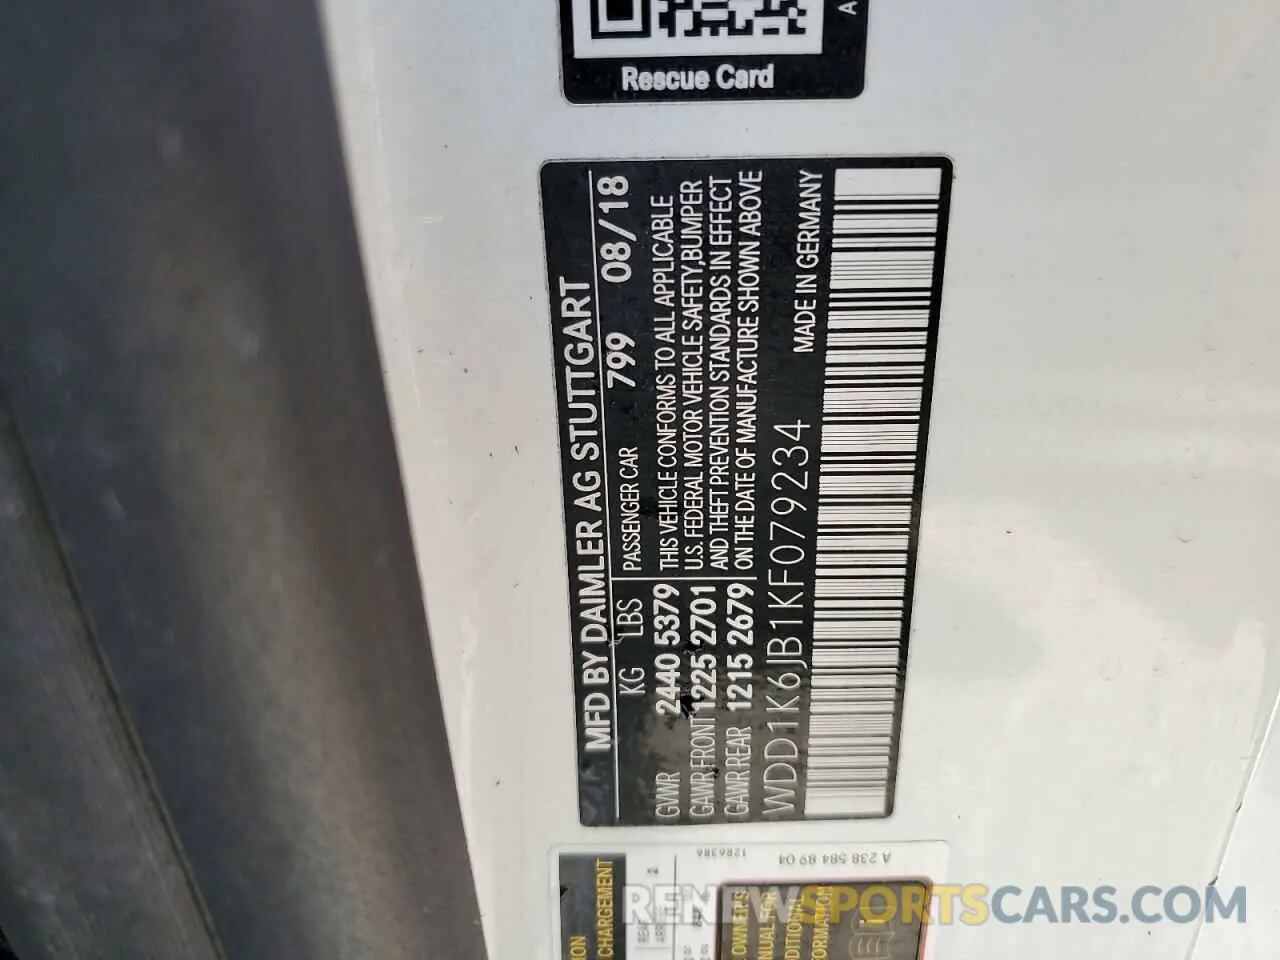 A
Rescue Card
MFD BY DAIMLER AG STUTTGART
KG LBS PASSENGER CAR 799 08/18
GVWR 2440 5379 THIS VEHICLE CONFORMS TO ALL APPLICABLE
GAWR FRONT 1225 2701 U.S. FEDERAL MOTOR VEHICLE SAFETY, BUMPER
GAWR REAR 1215 2679 AND THEFT PREVENTION STANDARDS IN EFFECT
ON THE DATE OF MANUFACTURE SHOWN ABOVE
WDD1K6JB1KF079234 MADE IN GERMANY
A 238 584 89 04
CHARGEMENT
2
RENEWSPORTSCARS.COM